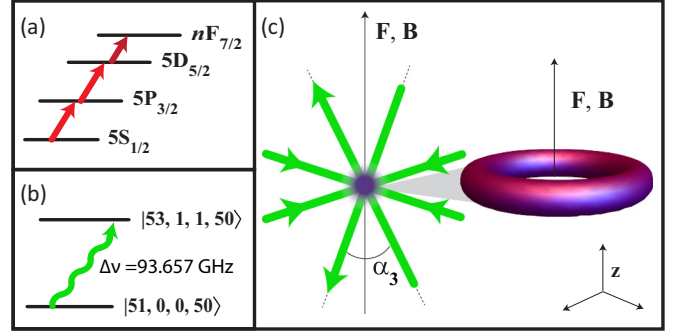 (a)
nF7/2
5D5/2
5P3/2
5S1/2
(b)
|53, 1, 1, 50⟩
Δν =93.657 GHz
|51, 0, 0, 50⟩
(c)
F, B
F, B
α3
z